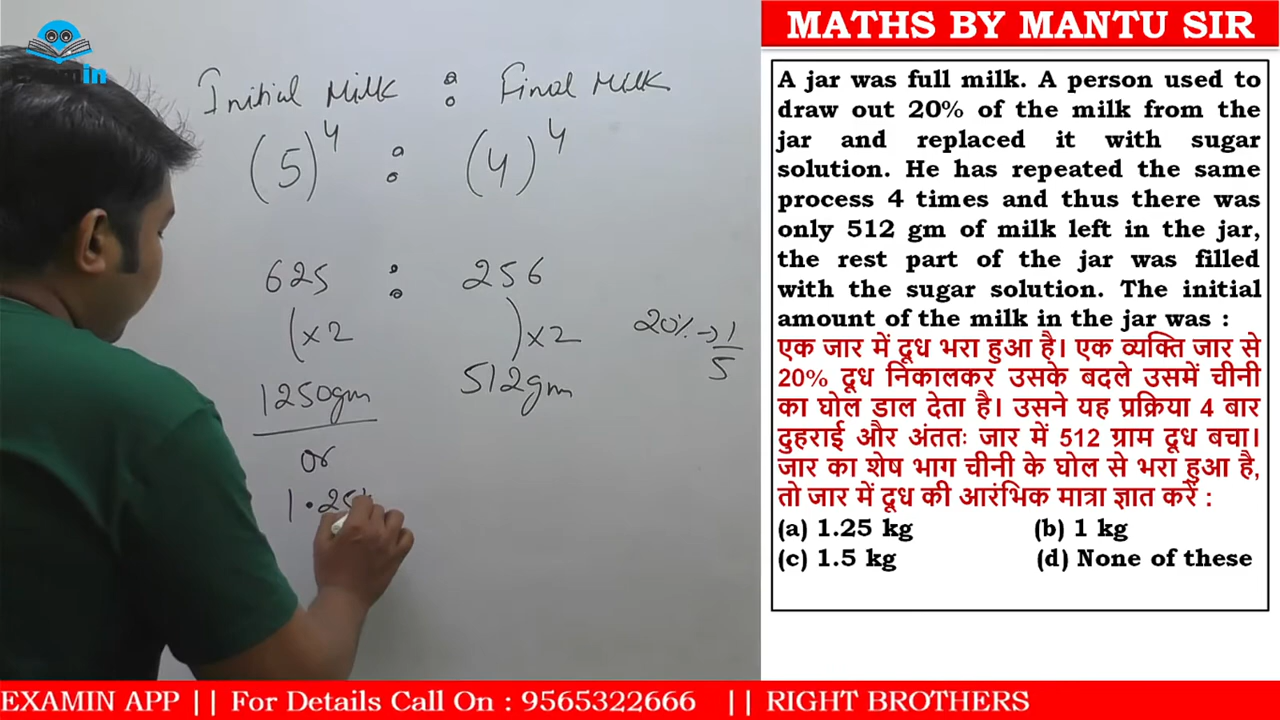 Examin
MATHS BY MANTU SIR
Initial Milk : Final Milk
(5)^4 : (4)^4
625 : 256
(×2 )×2
20% → 1/5
1250gm 512gm
or
1.25
A jar was full milk. A person used to
draw out 20% of the milk from the
jar and replaced it with sugar
solution. He has repeated the same
process 4 times and thus there was
only 512 gm of milk left in the jar,
the rest part of the jar was filled
with the sugar solution. The initial
amount of the milk in the jar was :
एक जार में दूध भरा हुआ है। एक व्यक्ति जार से
20% दूध निकालकर उसके बदले उसमें चीनी
का घोल डाल देता है। उसने यह प्रक्रिया 4 बार
दुहराई और अंततः जार में 512 ग्राम दूध बचा।
जार का शेष भाग चीनी के घोल से भरा हुआ है,
तो जार में दूध की आरंभिक मात्रा ज्ञात करें :
(a) 1.25 kg (b) 1 kg
(c) 1.5 kg (d) None of these
EXAMIN APP || For Details Call On : 9565322666 || RIGHT BROTHERS